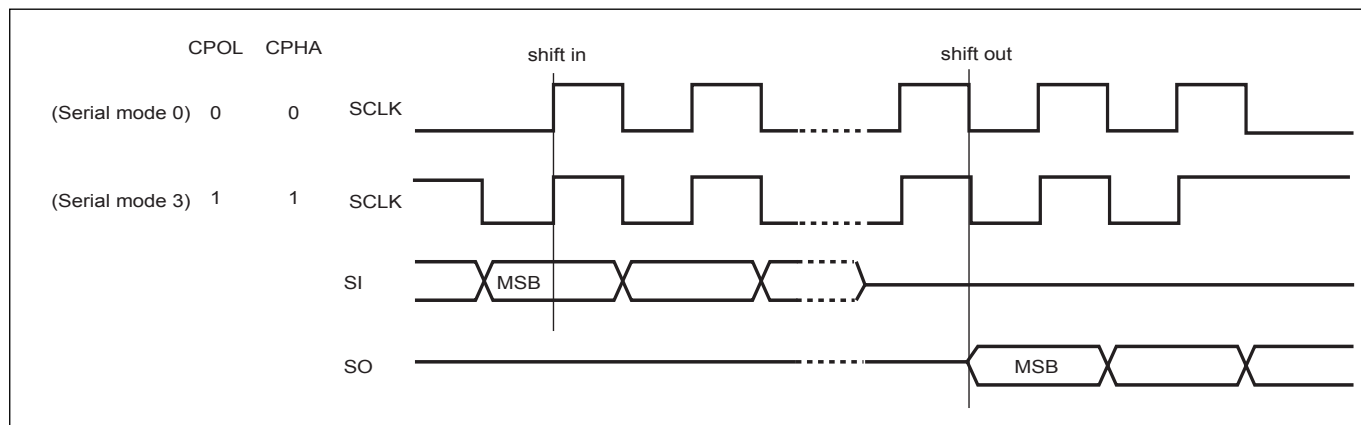 CPOL CPHA
shift in
shift out
(Serial mode 0) 0 0 SCLK
(Serial mode 3) 1 1 SCLK
SI MSB
SO MSB